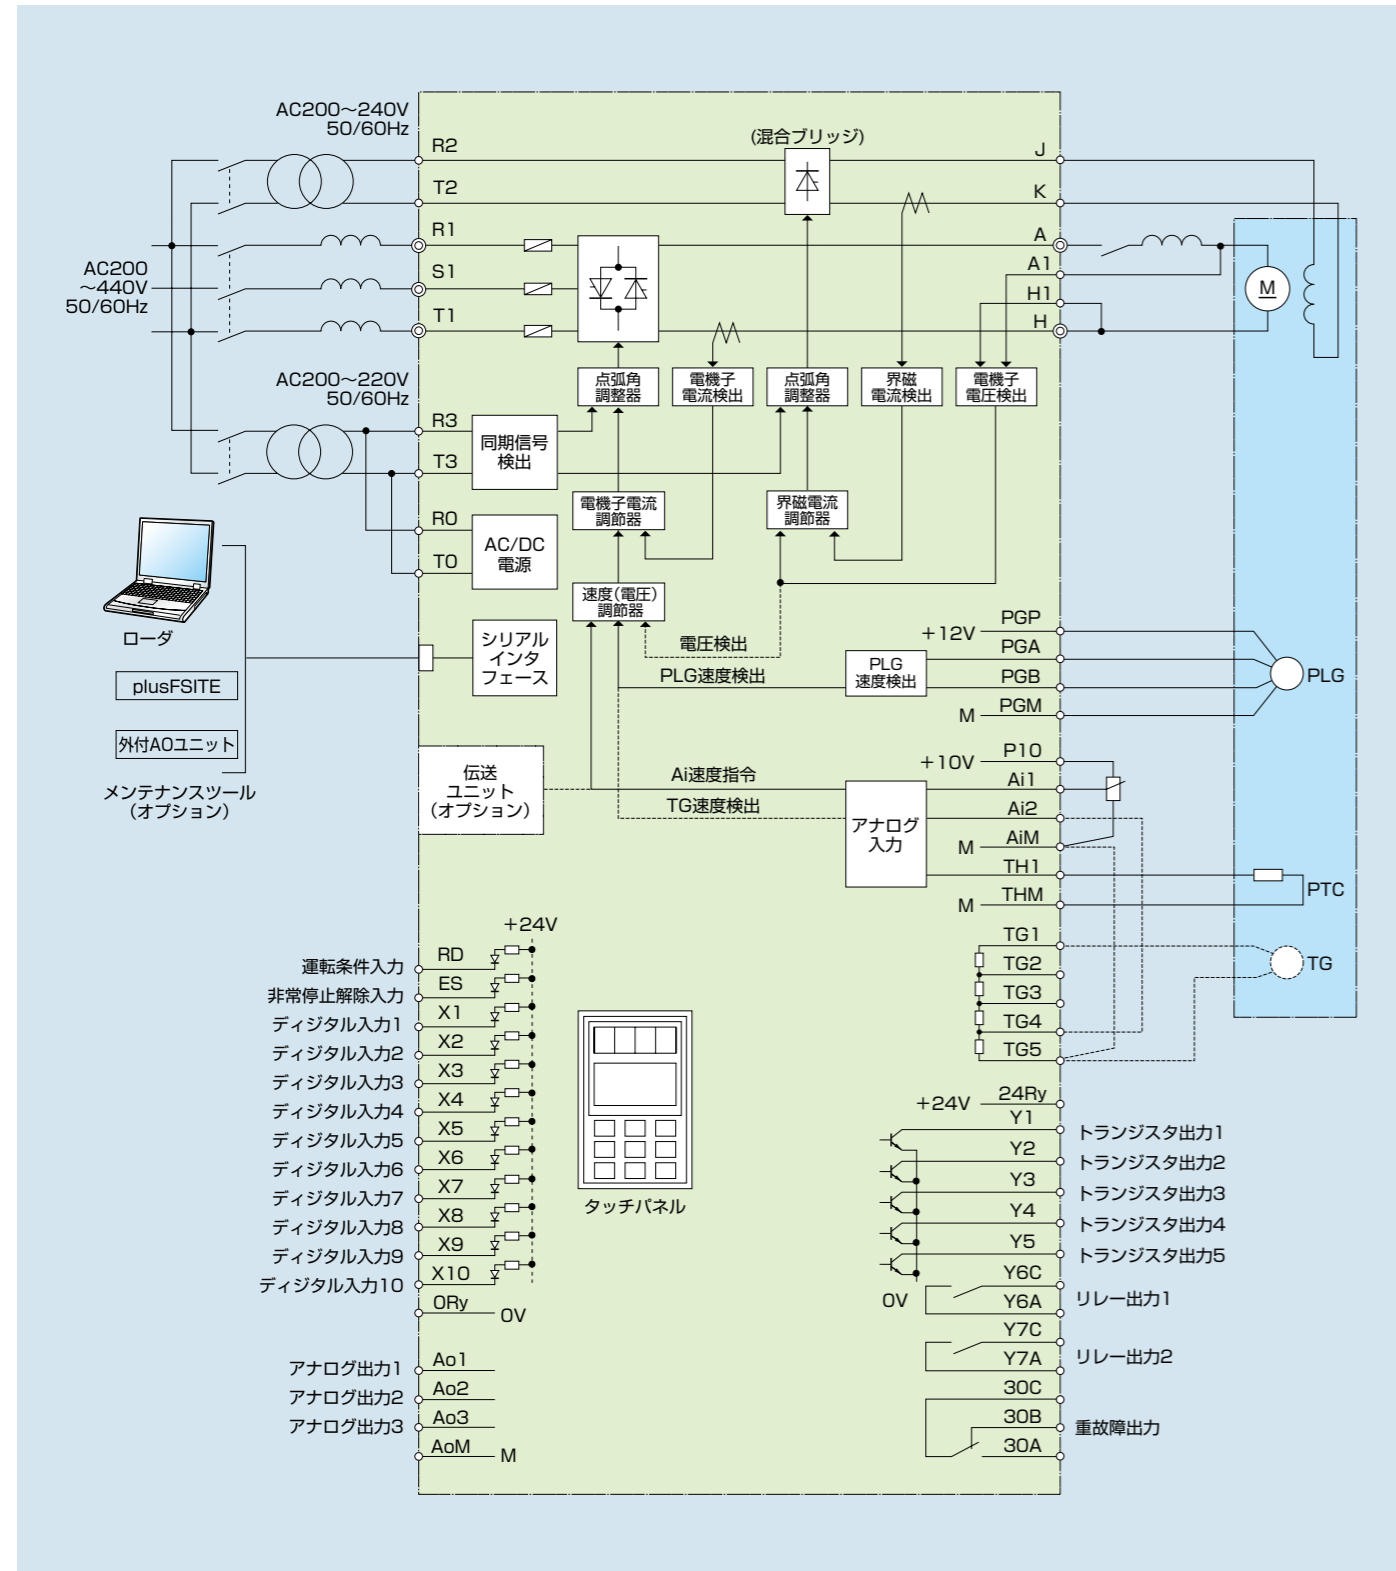 AC200～240V
50/60Hz
R2
T2
(混合ブリッジ)
J
K
R1
S1
T1
AC200
～440V
50/60Hz
A
A1
H1
H
M
AC200～220V
50/60Hz
点弧角
調整器
電機子
電流検出
点弧角
調整器
界磁
電流検出
電機子
電圧検出
R3
T3
同期信号
検出
電機子電流
調節器
界磁電流
調節器
R0
T0
AC/DC
電源
速度(電圧)
調節器
ローダ
plusFSITE
外付AOユニット
メンテナンスツール
(オプション)
シリアル
インタ
フェース
電圧検出
PLG速度検出
PLG
速度検出
+12V
PGP
PGA
PGB
M
PGM
PLG
伝送
ユニット
(オプション)
Ai速度指令
TG速度検出
アナログ
入力
+10V
P10
Ai1
Ai2
M
AiM
TH1
M
THM
PTC
TG1
TG2
TG3
TG4
TG5
TG
+24V
運転条件入力
RD
非常停止解除入力
ES
ディジタル入力1
X1
ディジタル入力2
X2
ディジタル入力3
X3
ディジタル入力4
X4
ディジタル入力5
X5
ディジタル入力6
X6
ディジタル入力7
X7
ディジタル入力8
X8
ディジタル入力9
X9
ディジタル入力10
X10
0Ry
0V
アナログ出力1
Ao1
アナログ出力2
Ao2
アナログ出力3
Ao3
AoM
M
タッチパネル
+24V
24Ry
Y1
トランジスタ出力1
Y2
トランジスタ出力2
Y3
トランジスタ出力3
Y4
トランジスタ出力4
Y5
トランジスタ出力5
0V
Y6C
Y6A
リレー出力1
Y7C
Y7A
リレー出力2
30C
30B
30A
重故障出力